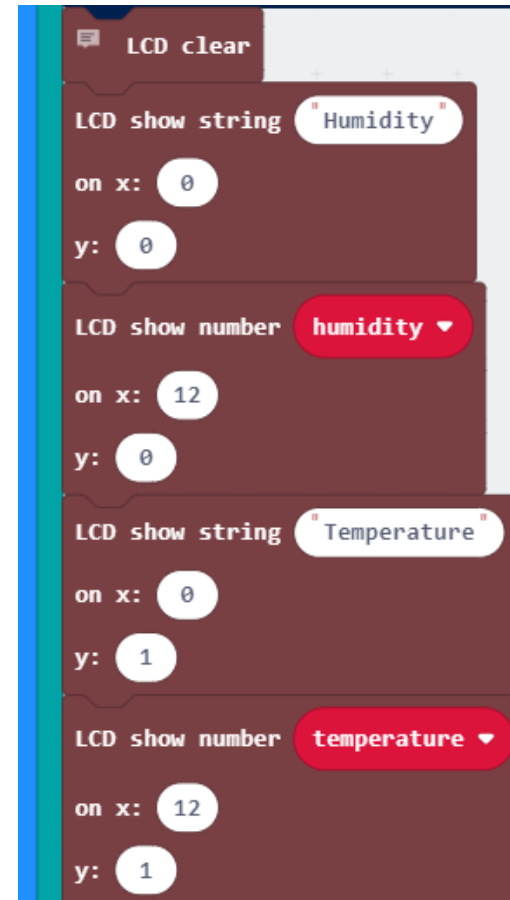 LCD clear
LCD show string "Humidity"
on x: 0
y: 0
LCD show number humidity
on x: 12
y: 0
LCD show string "Temperature"
on x: 0
y: 1
LCD show number temperature
on x: 12
y: 1